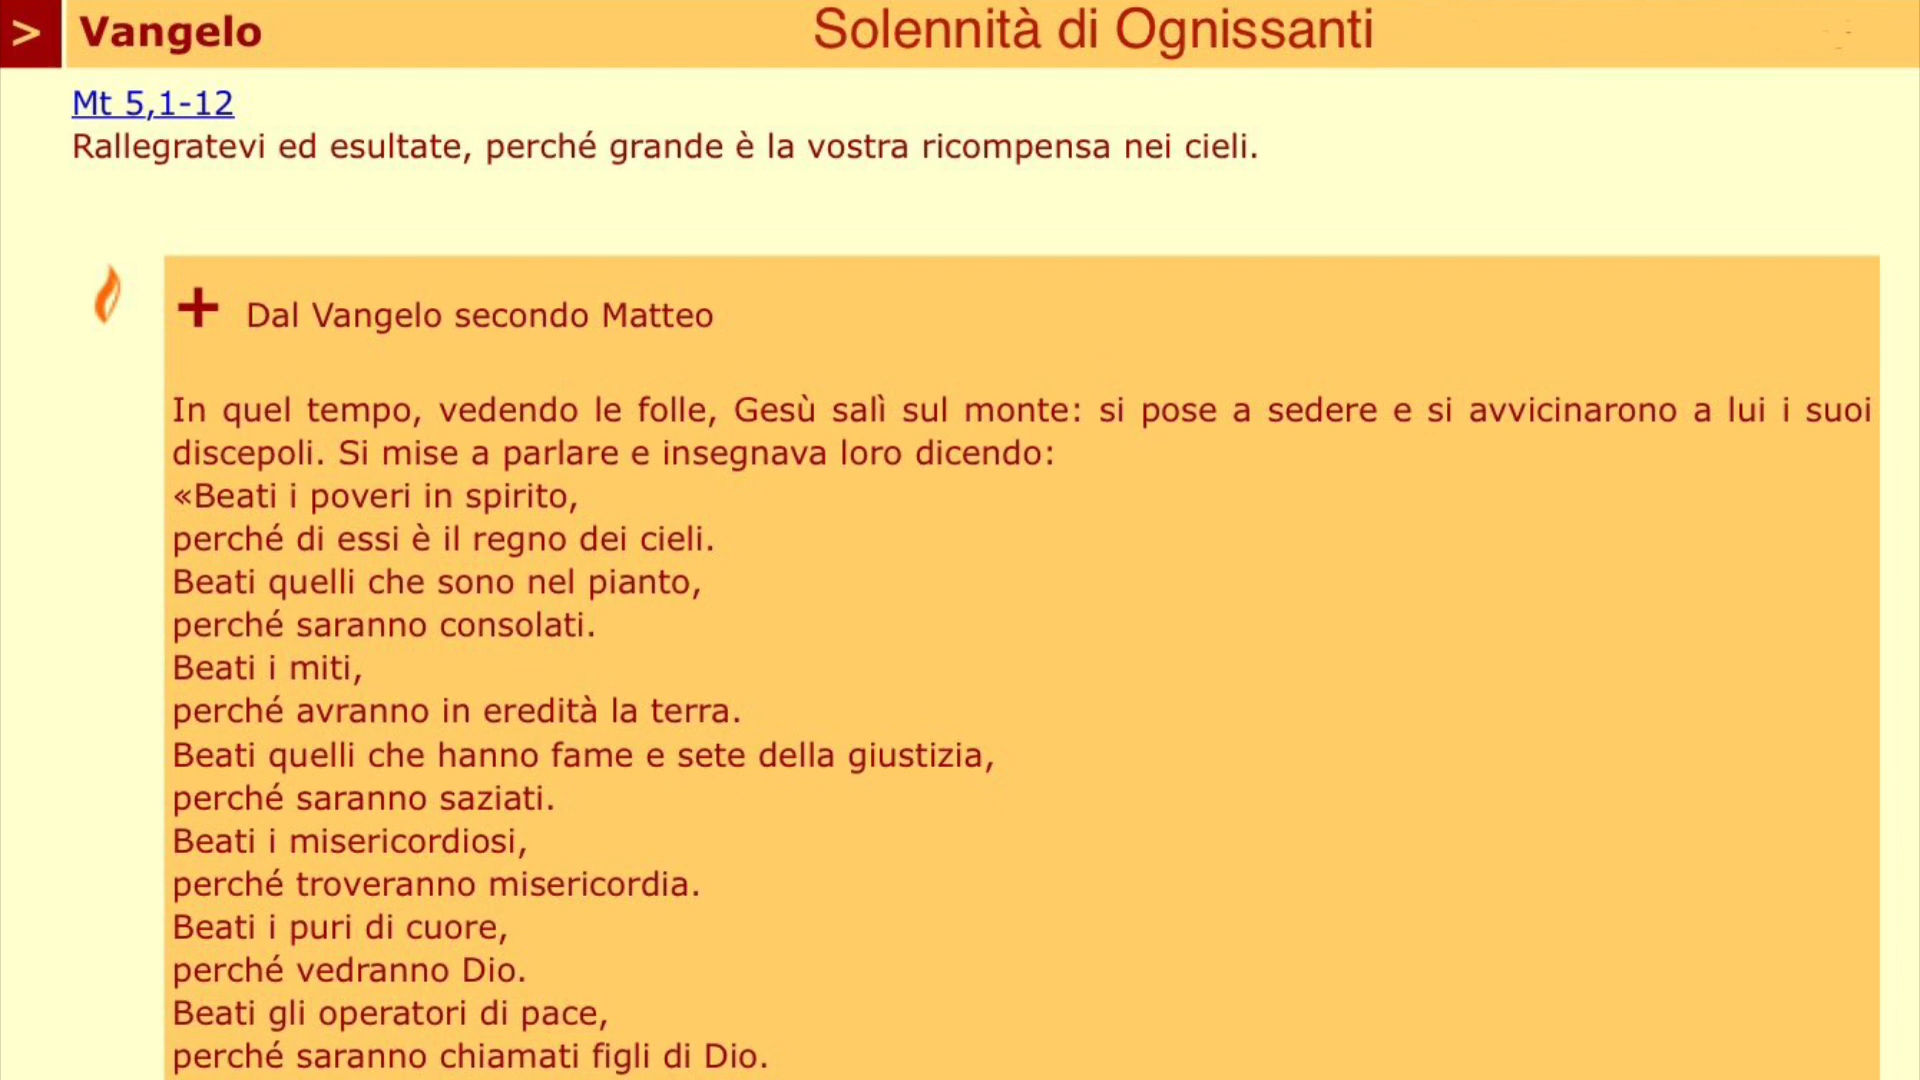 > Vangelo Solennità di Ognissanti
Mt 5,1-12
Rallegratevi ed esultate, perché grande è la vostra ricompensa nei cieli.
+ Dal Vangelo secondo Matteo
In quel tempo, vedendo le folle, Gesù salì sul monte: si pose a sedere e si avvicinarono a lui i suoi
discepoli. Si mise a parlare e insegnava loro dicendo:
«Beati i poveri in spirito,
perché di essi è il regno dei cieli.
Beati quelli che sono nel pianto,
perché saranno consolati.
Beati i miti,
perché avranno in eredità la terra.
Beati quelli che hanno fame e sete della giustizia,
perché saranno saziati.
Beati i misericordiosi,
perché troveranno misericordia.
Beati i puri di cuore,
perché vedranno Dio.
Beati gli operatori di pace,
perché saranno chiamati figli di Dio.